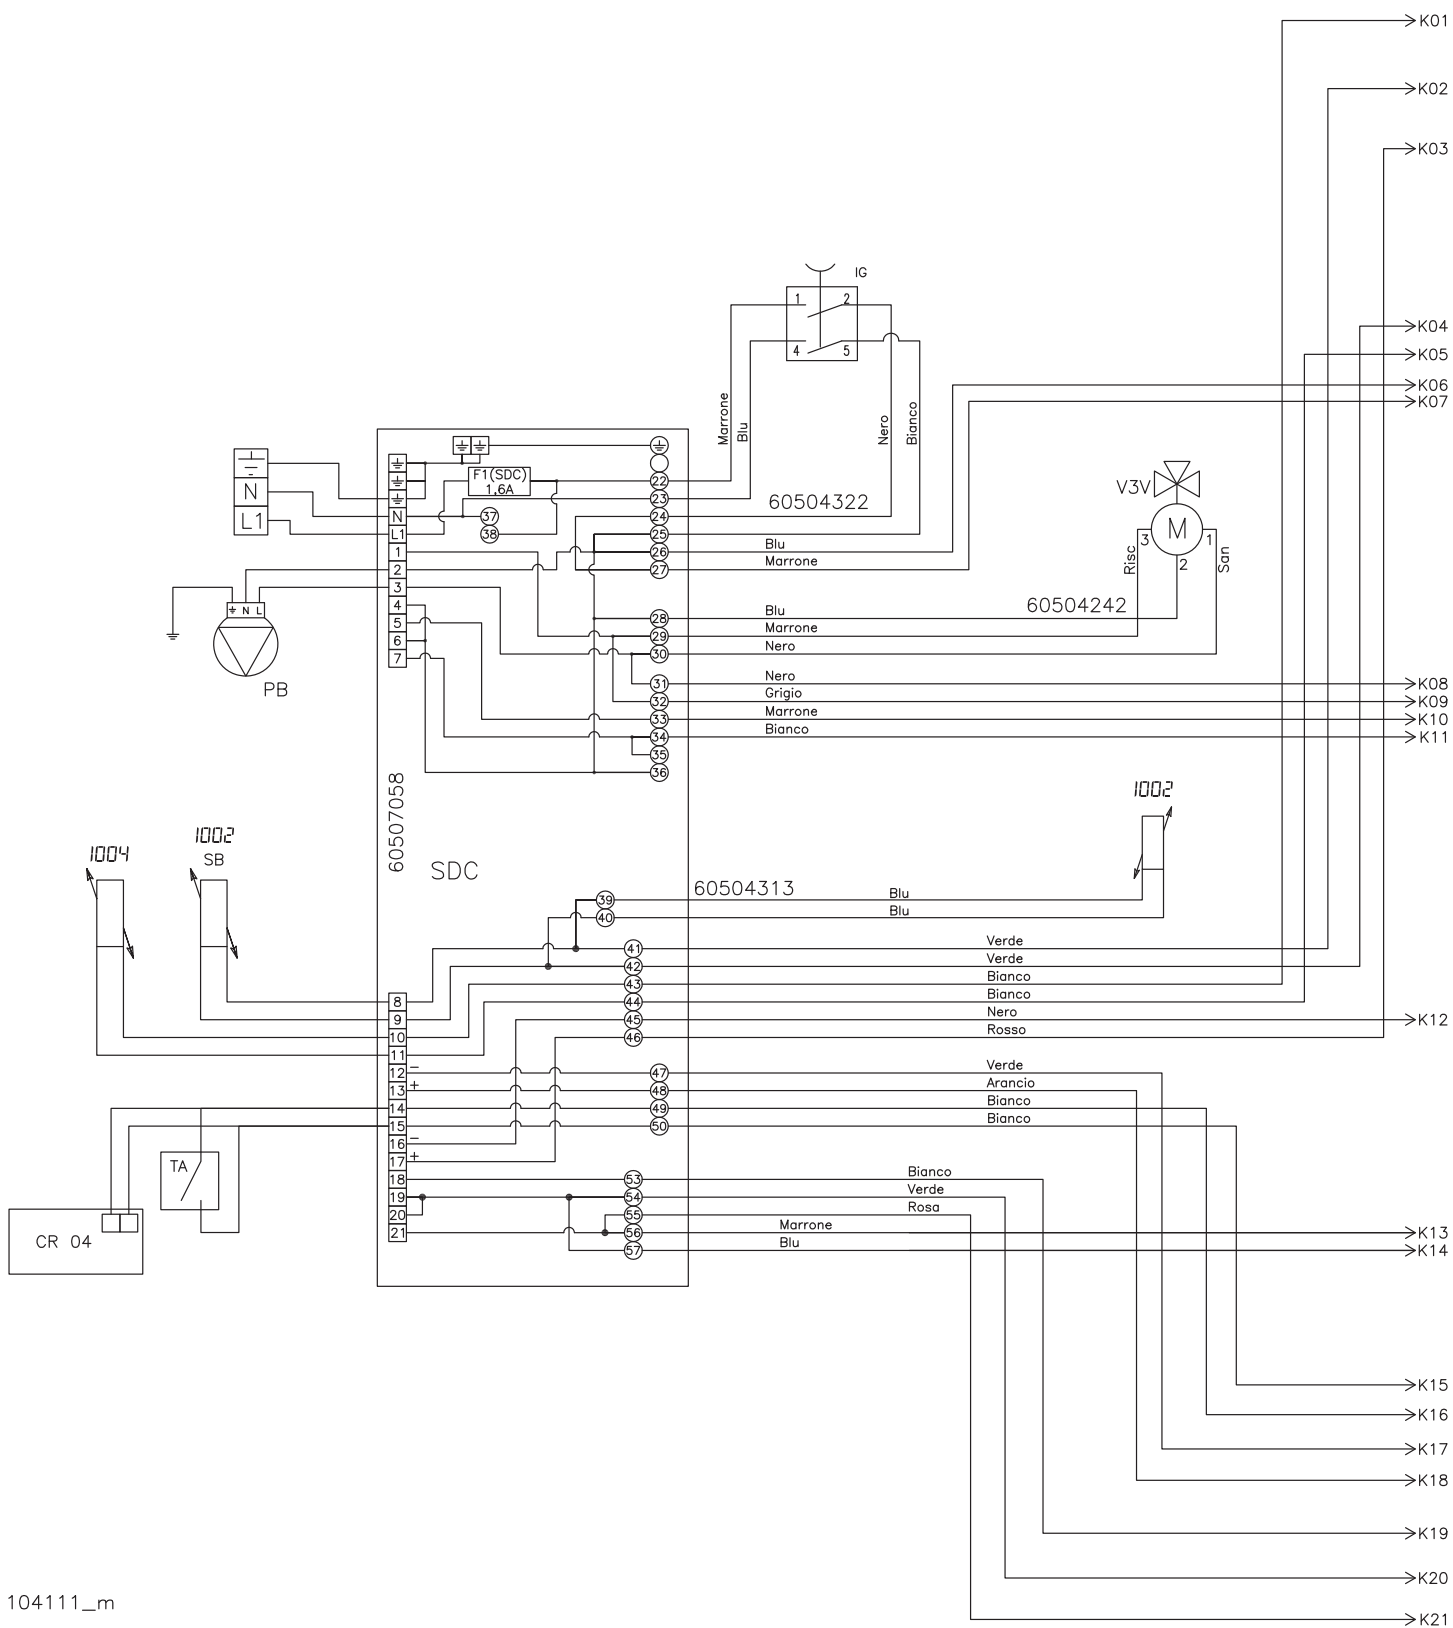 K01
K02
K03
IG
1 2
4 5
K04
K05
K06
K07
Marrone
Blu
Nero
Bianco
F1(SDC)
1,6A
22
23
24
25
26
27
N
L1
N
L1
37
38
60504322
Blu
Marrone
V3V
M
3
2
1
Risc
San
1
2
3
4
5
6
7
N L
PB
28
29
30
31
32
33
34
35
36
Blu
60504242
Marrone
Nero
Nero
K08
Grigio
K09
Marrone
K10
Bianco
K11
60507058
SDC
1004
1002
SB
1002
39
60504313
Blu
40
Blu
41
Verde
42
Verde
43
Bianco
44
Bianco
45
Nero
K12
46
Rosso
8
9
10
11
12 −
13 +
14
15
16 −
17 +
18
19
20
21
47
Verde
48
Arancio
49
Bianco
50
Bianco
TA
CR 04
53
Bianco
54
Verde
55
Rosa
56
Marrone
K13
57
Blu
K14
K15
K16
K17
K18
K19
K20
K21
104111_m